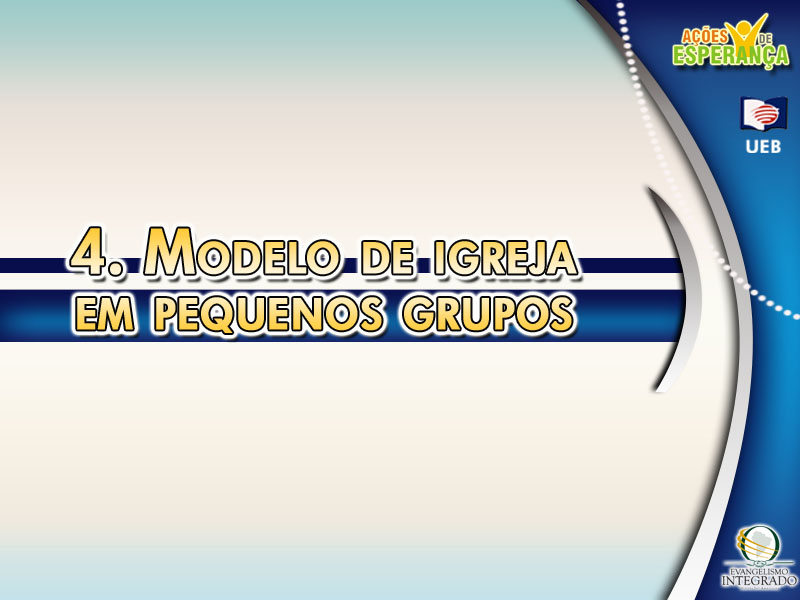 AÇÕES DE
ESPERANÇA
UEB
4. MODELO DE IGREJA
EM PEQUENOS GRUPOS
EVANGELISMO
INTEGRADO